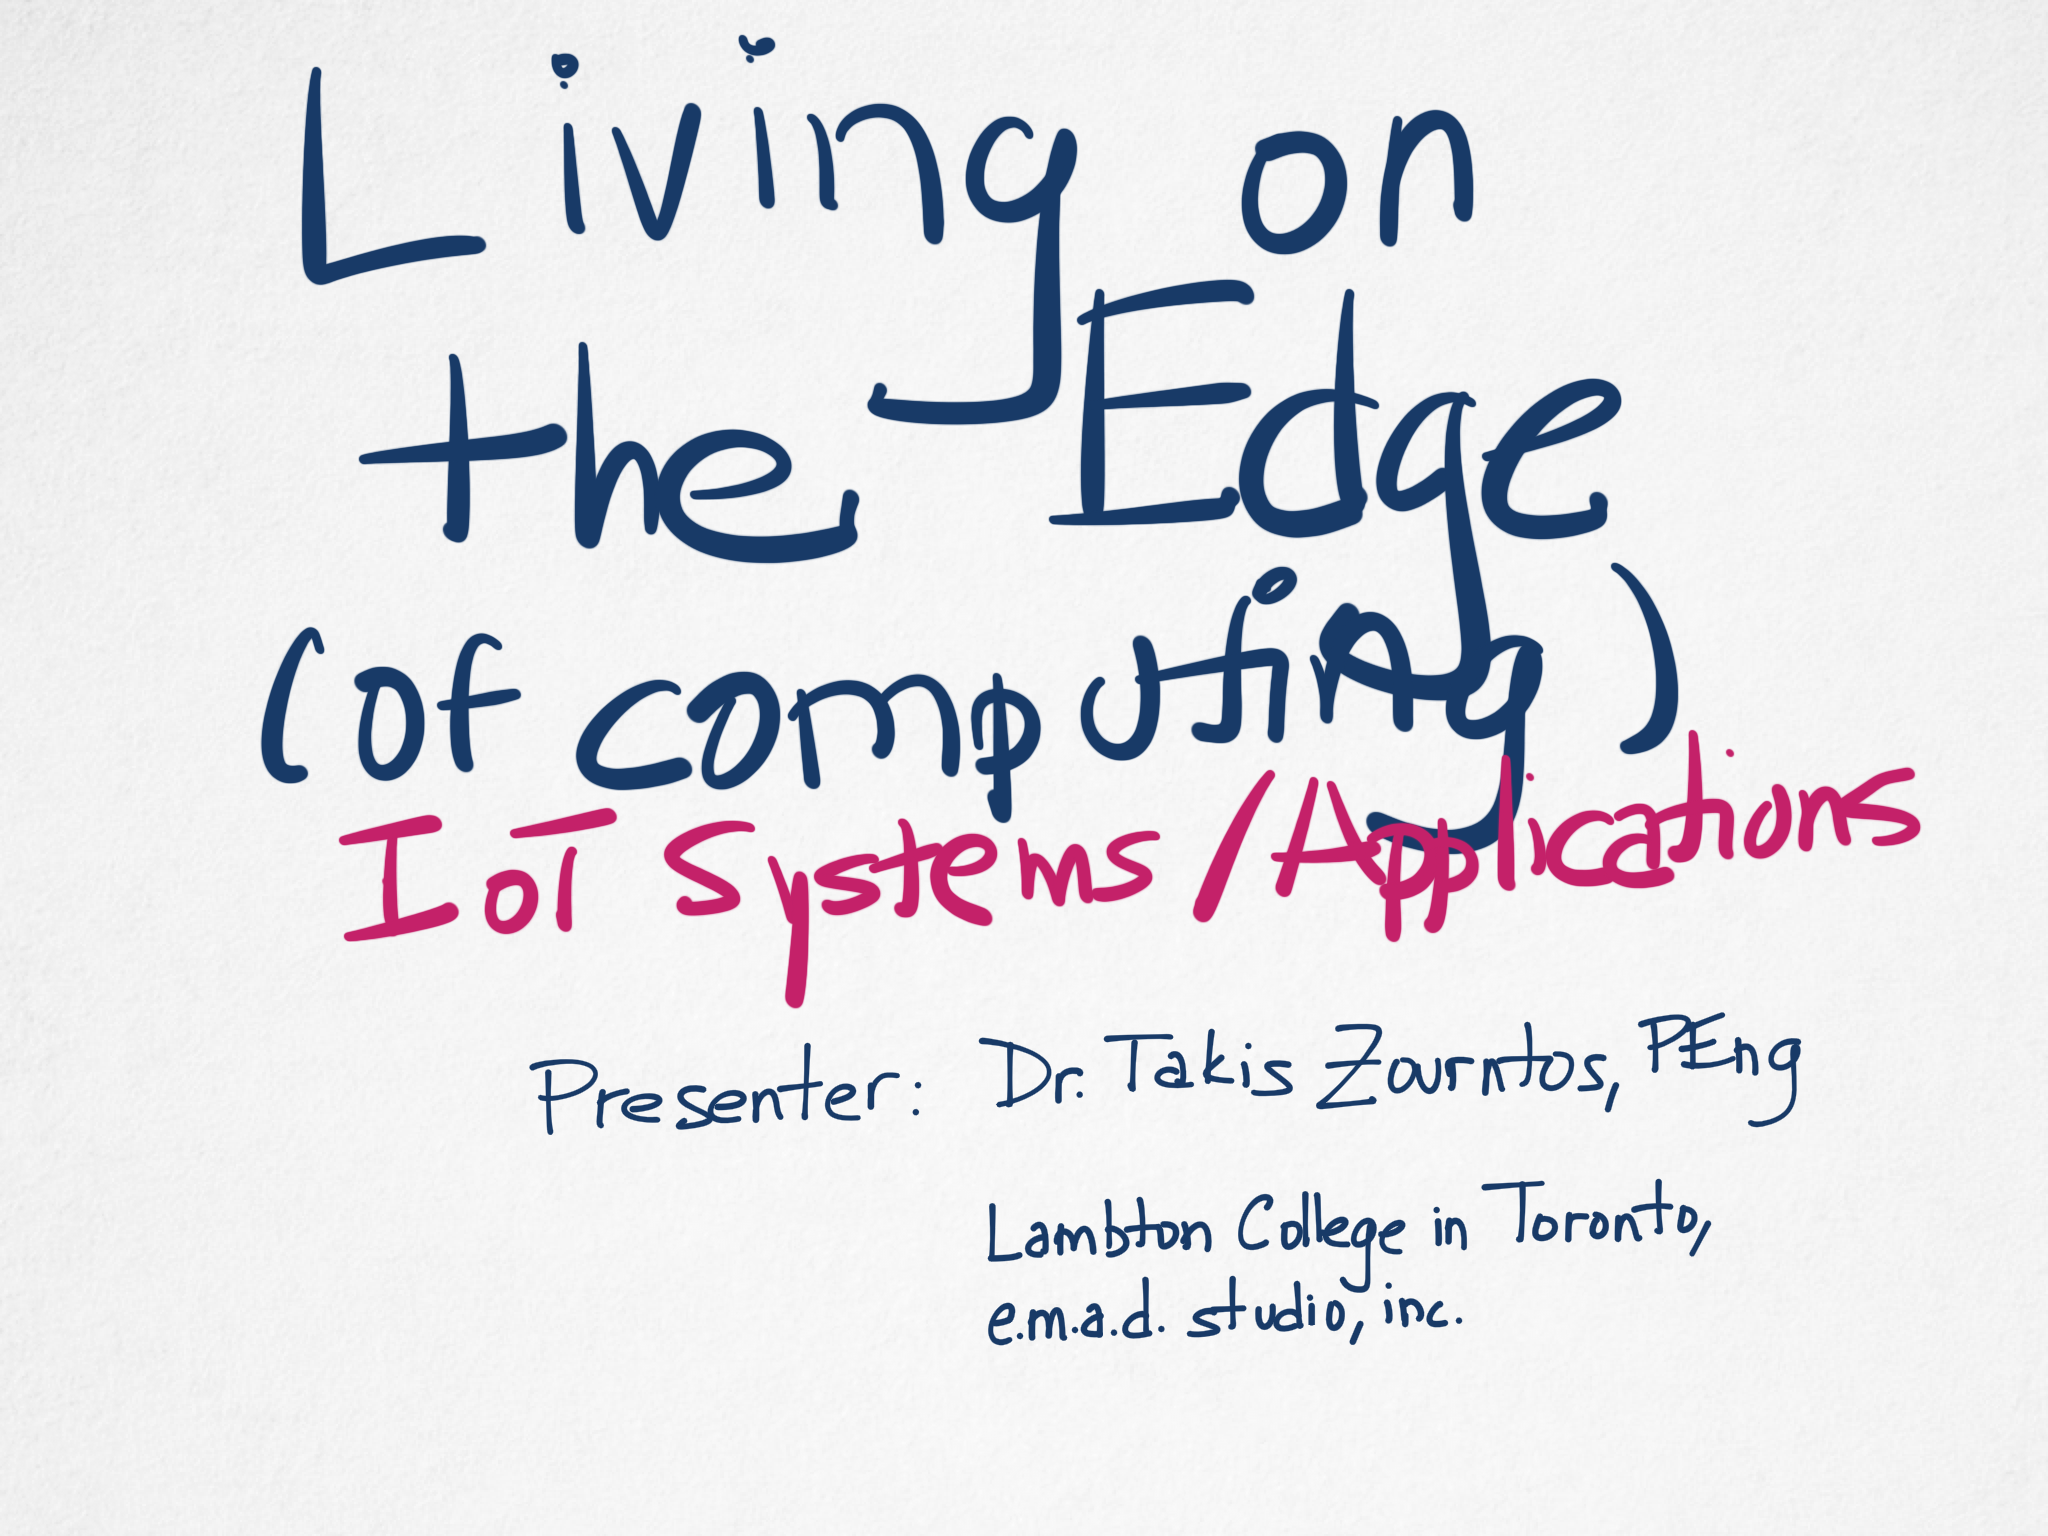 Living on
the Edge
(of computing)
IoT Systems/Applications
Presenter: Dr. Takis Zourntos, PEng
Lambton College in Toronto,
e.m.a.d. studio, inc.